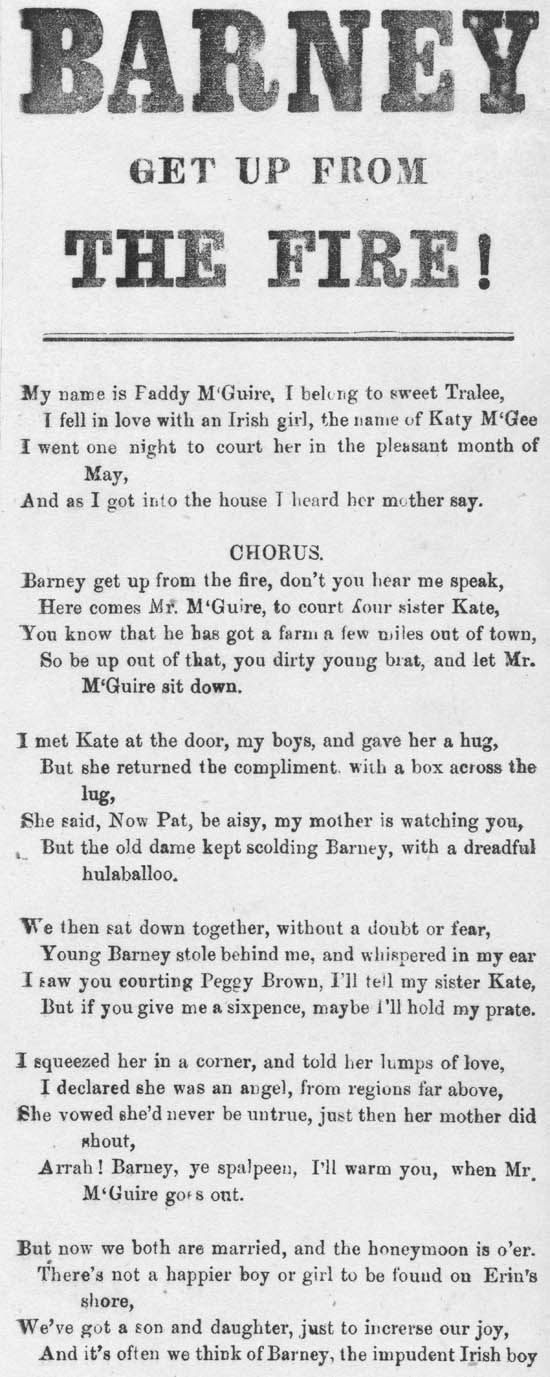 BARNEY
GET UP FROM
THE FIRE!
My name is Faddy M‘Guire, I belong to sweet Tralee,
I fell in love with an Irish girl, the name of Katy M‘Gee
I went one night to court her in the pleasant month of
May,
And as I got into the house I heard her mother say.
CHORUS.
Barney get up from the fire, don't you hear me speak,
Here comes Mr. M‘Guire, to court your sister Kate,
You know that he has got a farm a few miles out of town,
So be up out of that, you dirty young brat, and let Mr.
M‘Guire sit down.
I met Kate at the door, my boys, and gave her a hug,
But she returned the compliment. with a box across the
lug,
She said, Now Pat, be aisy, my mother is watching you,
But the old dame kept scolding Barney, with a dreadful
hulaballoo.
We then sat down together, without a doubt or fear,
Young Barney stole behind me, and whispered in my ear
I saw you courting Peggy Brown, I'll tell my sister Kate,
But if you give me a sixpence, maybe I'll hold my prate.
I squeezed her in a corner, and told her lumps of love,
I declared she was an angel, from regions far above,
She vowed she'd never be untrue, just then her mother did
shout,
Arrah! Barney, ye spalpeen, I'll warm you, when Mr.
M‘Guire goes out.
But now we both are married, and the honeymoon is o'er.
There's not a happier boy or girl to be found on Erin's
shore,
We've got a son and daughter, just to increrse our joy,
And it's often we think of Barney, the impudent Irish boy